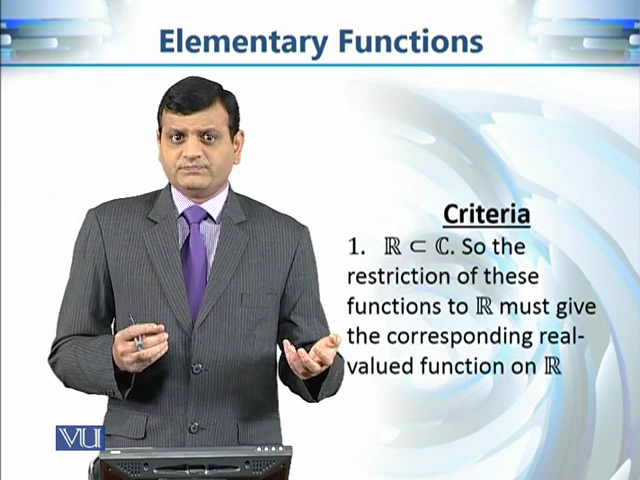 Elementary Functions
Criteria
1. ℝ ⊂ ℂ. So the
restriction of these
functions to ℝ must give
the corresponding real-
valued function on ℝ
VU